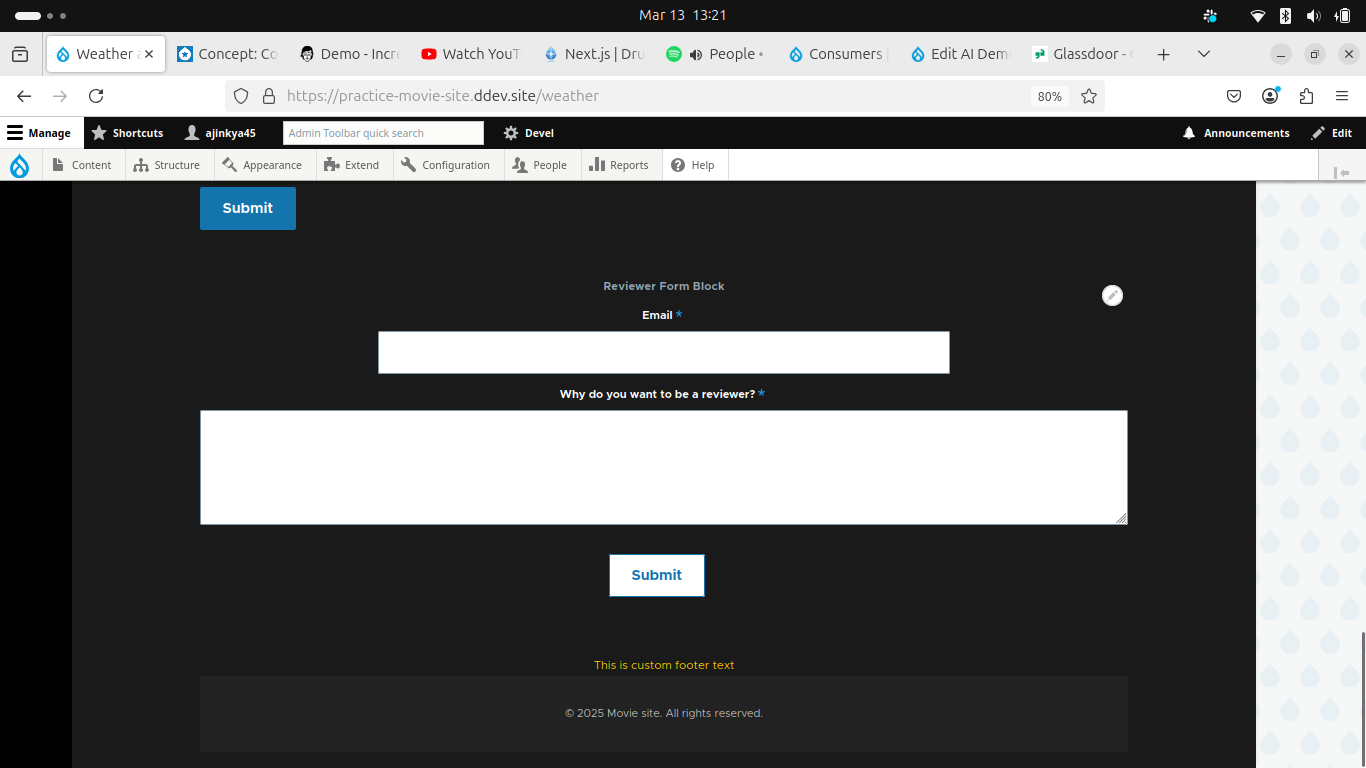 Mar 13 13:21
Weather a
Concept: Co
Demo - Incre
Watch YouT
Next.js | Dru
People •
Consumers |
Edit AI Dem
Glassdoor -
https://practice-movie-site.ddev.site/weather
80%
Manage
Shortcuts
ajinkya45
Admin Toolbar quick search
Devel
Announcements
Edit
Content
Structure
Appearance
Extend
Configuration
People
Reports
Help
Submit
Reviewer Form Block
Email *
Why do you want to be a reviewer? *
Submit
This is custom footer text
© 2025 Movie site. All rights reserved.